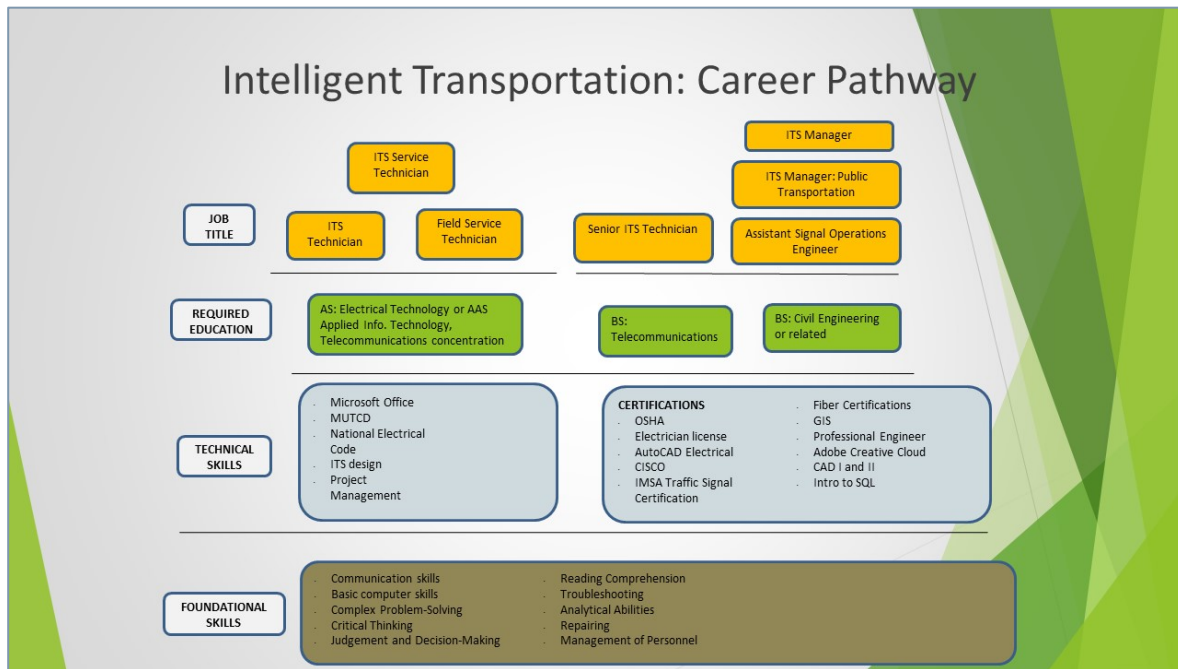 Intelligent Transportation: Career Pathway
ITS Manager
ITS Service
Technician
ITS Manager: Public
Transportation
JOB
TITLE
ITS
Technician
Field Service
Technician
Senior ITS Technician
Assistant Signal Operations
Engineer
REQUIRED
EDUCATION
AS: Electrical Technology or AAS
Applied Info. Technology,
Telecommunications concentration
BS:
Telecommunications
BS: Civil Engineering
or related
TECHNICAL
SKILLS
Microsoft Office
MUTCD
National Electrical
Code
ITS design
Project
Management
CERTIFICATIONS
OSHA
Electrician license
AutoCAD Electrical
CISCO
IMSA Traffic Signal
Certification
Fiber Certifications
GIS
Professional Engineer
Adobe Creative Cloud
CAD I and II
Intro to SQL
FOUNDATIONAL
SKILLS
Communication skills
Basic computer skills
Complex Problem-Solving
Critical Thinking
Judgement and Decision-Making
Reading Comprehension
Troubleshooting
Analytical Abilities
Repairing
Management of Personnel